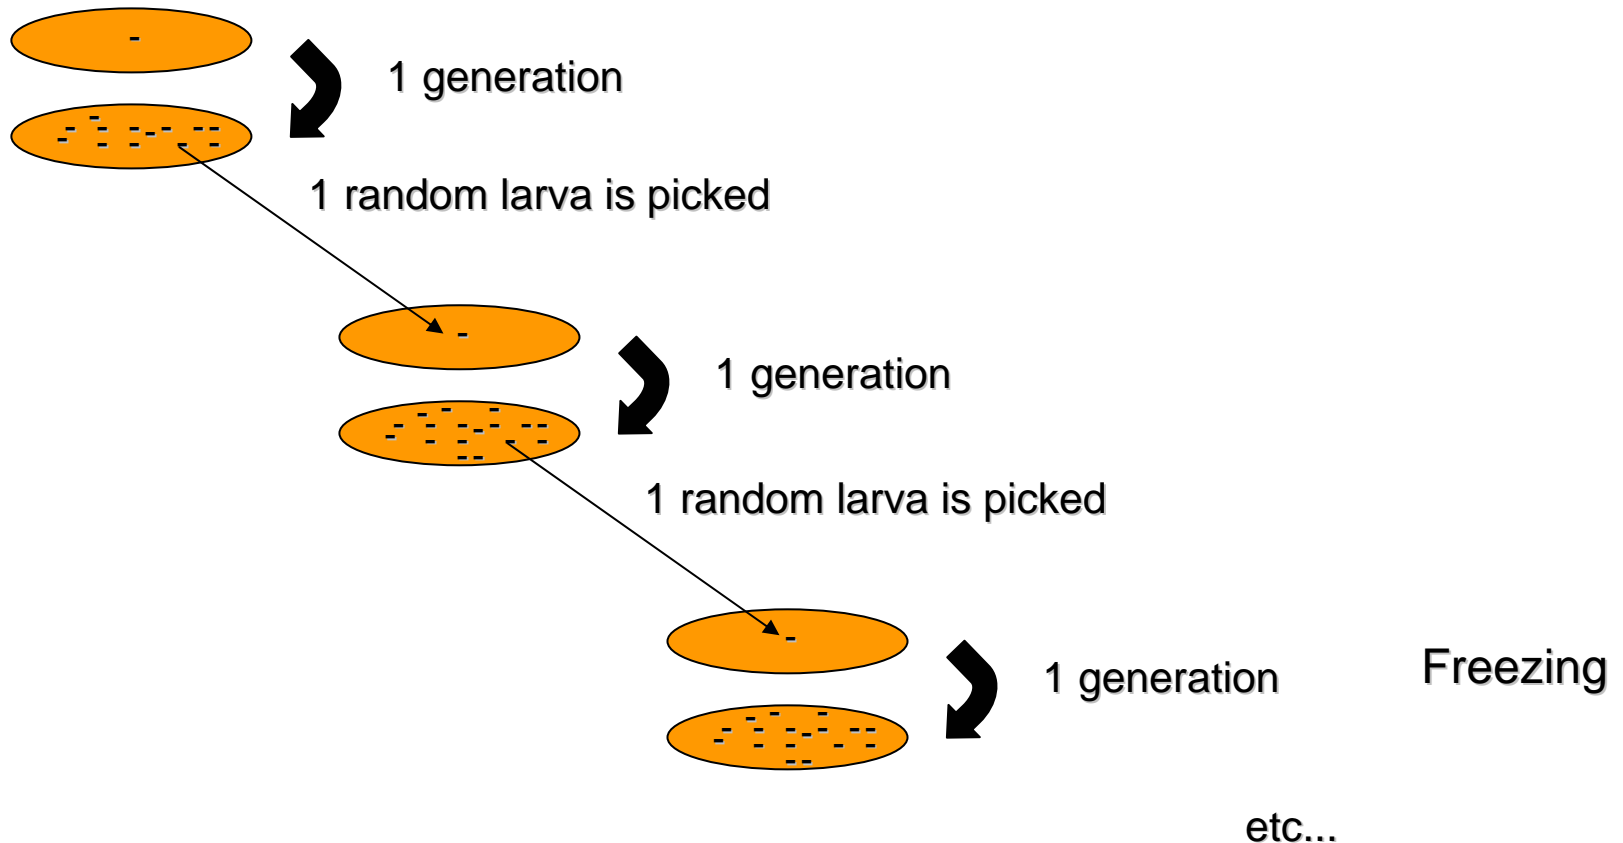 1 generation
1 random larva is picked
1 generation
1 random larva is picked
1 generation
Freezing
etc...